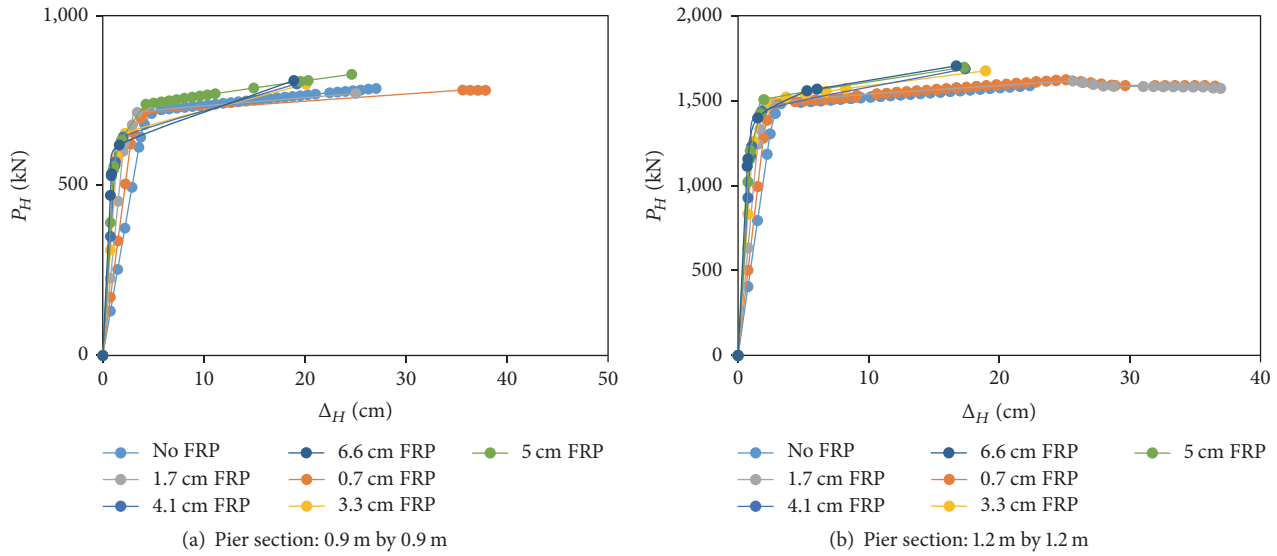 1,000
500
0
P_H (kN)
0 10 20 30 40 50
Δ_H (cm)
No FRP 6.6 cm FRP 5 cm FRP
1.7 cm FRP 0.7 cm FRP
4.1 cm FRP 3.3 cm FRP
(a) Pier section: 0.9 m by 0.9 m
2,000
1,500
1,000
500
0
P_H (kN)
0 10 20 30 40
Δ_H (cm)
No FRP 6.6 cm FRP 5 cm FRP
1.7 cm FRP 0.7 cm FRP
4.1 cm FRP 3.3 cm FRP
(b) Pier section: 1.2 m by 1.2 m